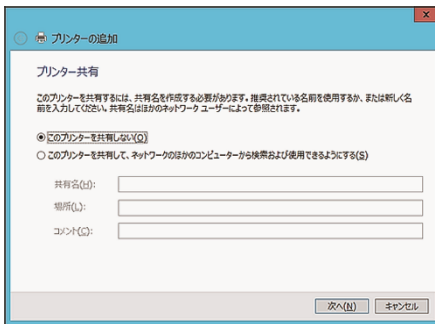 プリンターの追加
プリンター共有
このプリンターを共有するには、共有名を作成する必要があります。推奨されている名前を使用するか、または新しく名
前を入力してください。共有名はほかのネットワーク ユーザーによって参照されます。
このプリンターを共有しない(O)
このプリンターを共有して、ネットワークのほかのコンピューターから検索および使用できるようにする(S)
共有名(H):
場所(L):
コメント(C):
次へ(N) キャンセル